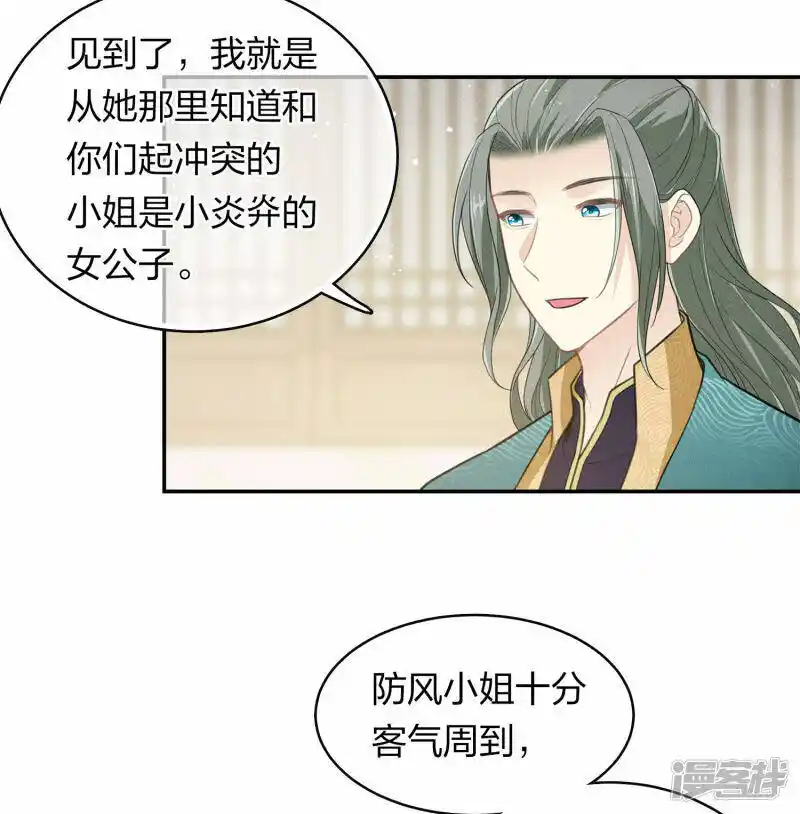 见到了，我就是
从她那里知道和
你们起冲突的
小姐是小炎灷的
女公子。
防风小姐十分
客气周到，
漫客栈